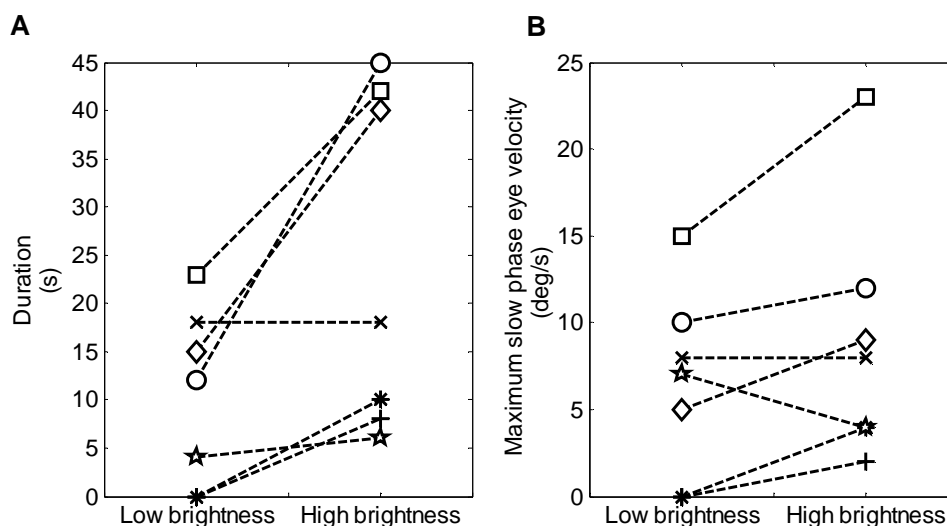 A
Duration
(s)
45
40
35
30
25
20
15
10
5
0
Low brightness
High brightness
B
Maximum slow phase eye velocity
(deg/s)
25
20
15
10
5
0
Low brightness
High brightness